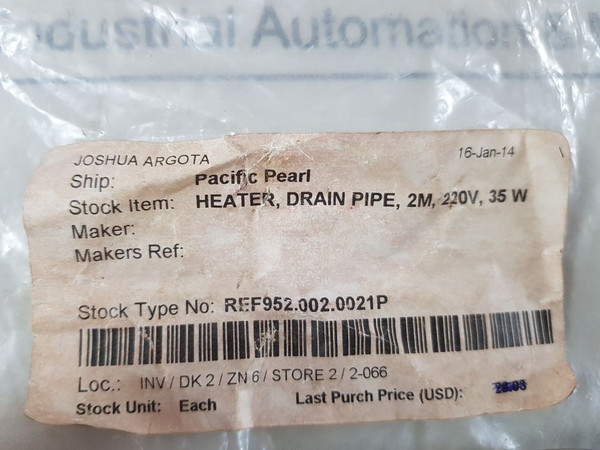 Industrial Automation &
JOSHUA ARGOTA 16-Jan-14
Ship: Pacific Pearl
Stock Item: HEATER, DRAIN PIPE, 2M, 220V, 35 W
Maker:
Makers Ref:
Stock Type No: REF952.002.0021P
Loc.: INV / DK 2 / ZN 6 / STORE 2 / 2-066
Stock Unit: Each Last Purch Price (USD):